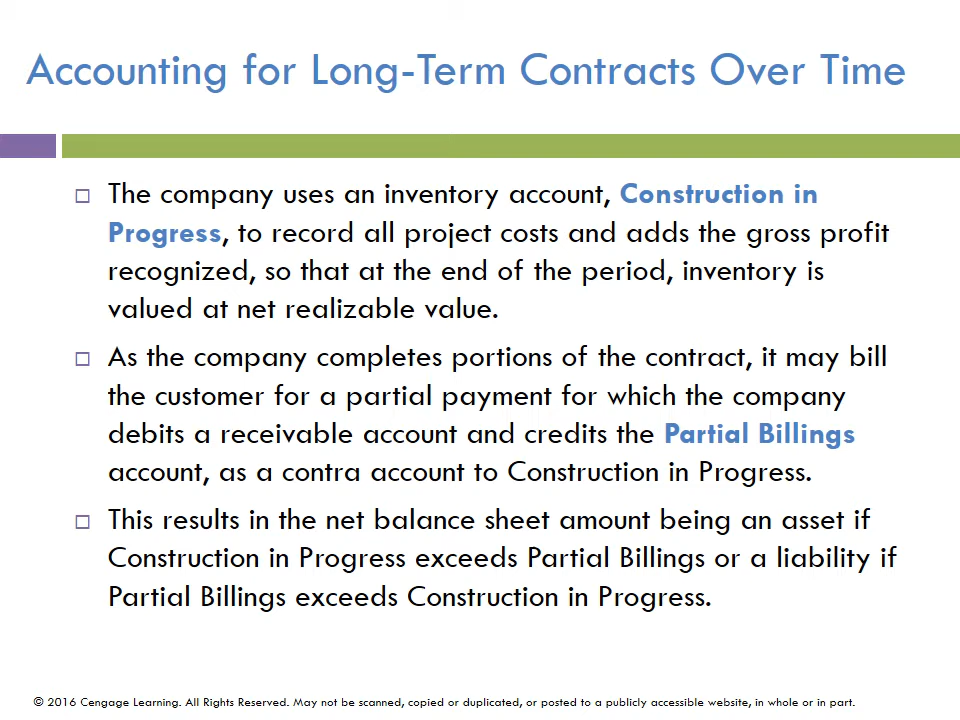 Accounting for Long-Term Contracts Over Time
The company uses an inventory account, Construction in
Progress, to record all project costs and adds the gross profit
recognized, so that at the end of the period, inventory is
valued at net realizable value.
As the company completes portions of the contract, it may bill
the customer for a partial payment for which the company
debits a receivable account and credits the Partial Billings
account, as a contra account to Construction in Progress.
This results in the net balance sheet amount being an asset if
Construction in Progress exceeds Partial Billings or a liability if
Partial Billings exceeds Construction in Progress.
© 2016 Cengage Learning. All Rights Reserved. May not be scanned, copied or duplicated, or posted to a publicly accessible website, in whole or in part.